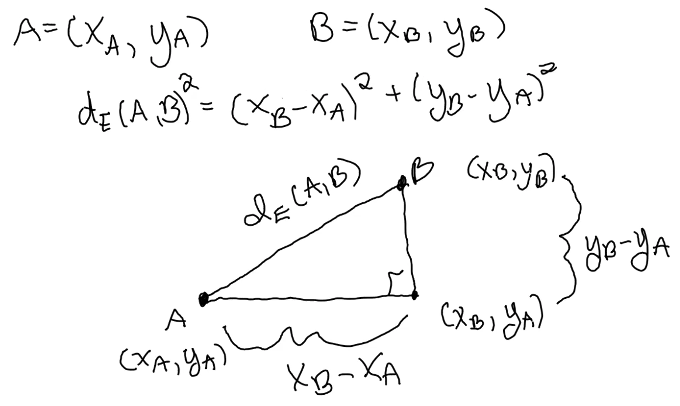 A=(x_A, y_A) B=(x_B, y_B)
d_E(A,B)^2 = (x_B-x_A)^2 + (y_B-y_A)^2
d_E(A,B)
B (x_B, y_B)
y_B-y_A
A (x_B, y_A)
(x_A, y_A)
x_B-x_A